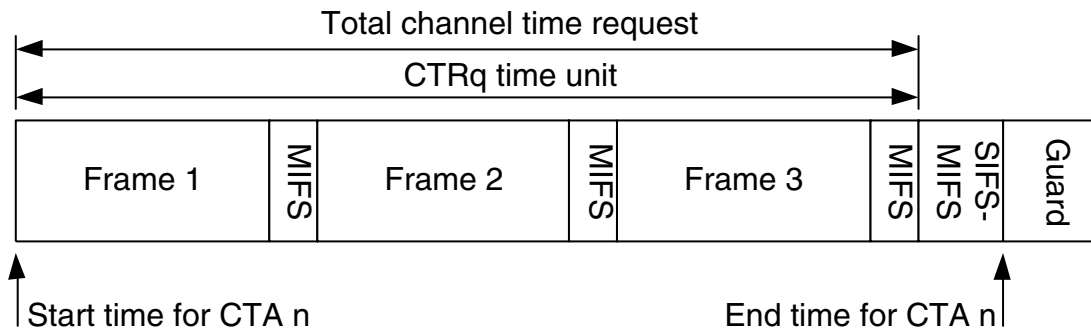 Total channel time request
CTRq time unit
Frame 1
MIFS
Frame 2
MIFS
Frame 3
MIFS
SIFS-
MIFS
Guard
Start time for CTA n
End time for CTA n